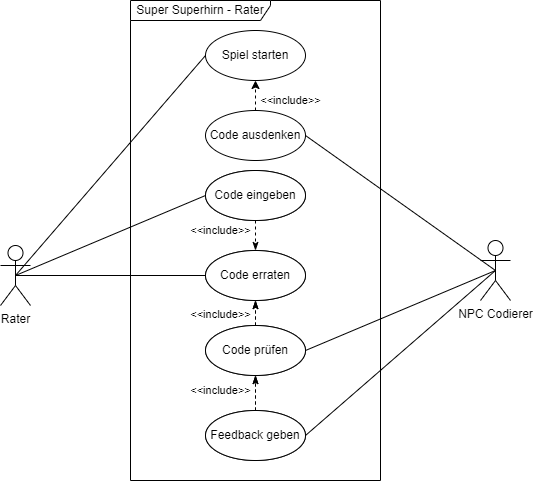 Super Superhirn - Rater
Spiel starten
<<include>>
Code ausdenken
Code eingeben
<<include>>
Code erraten
Rater
NPC Codierer
<<include>>
Code prüfen
<<include>>
Feedback geben